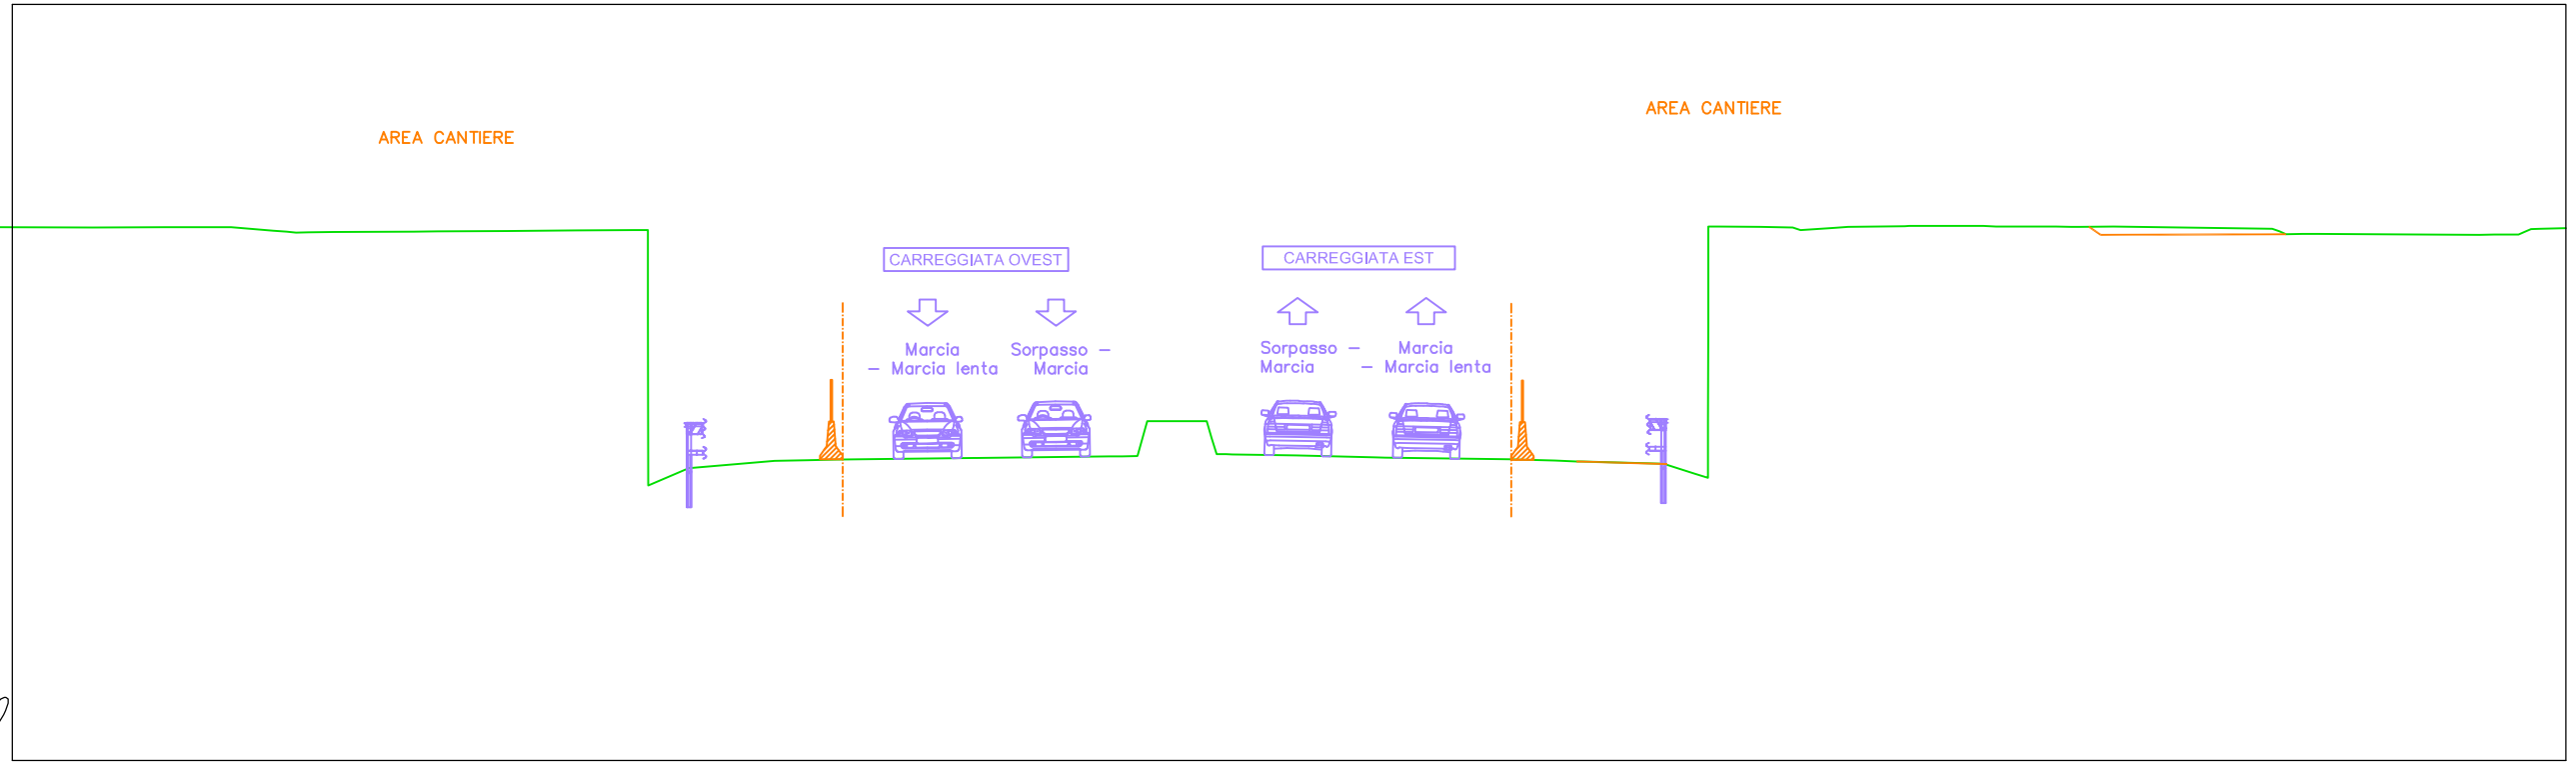 AREA CANTIERE
AREA CANTIERE
CARREGGIATA OVEST
CARREGGIATA EST
Marcia
- Marcia lenta
Sorpasso -
Marcia
Sorpasso -
Marcia
Marcia
- Marcia lenta